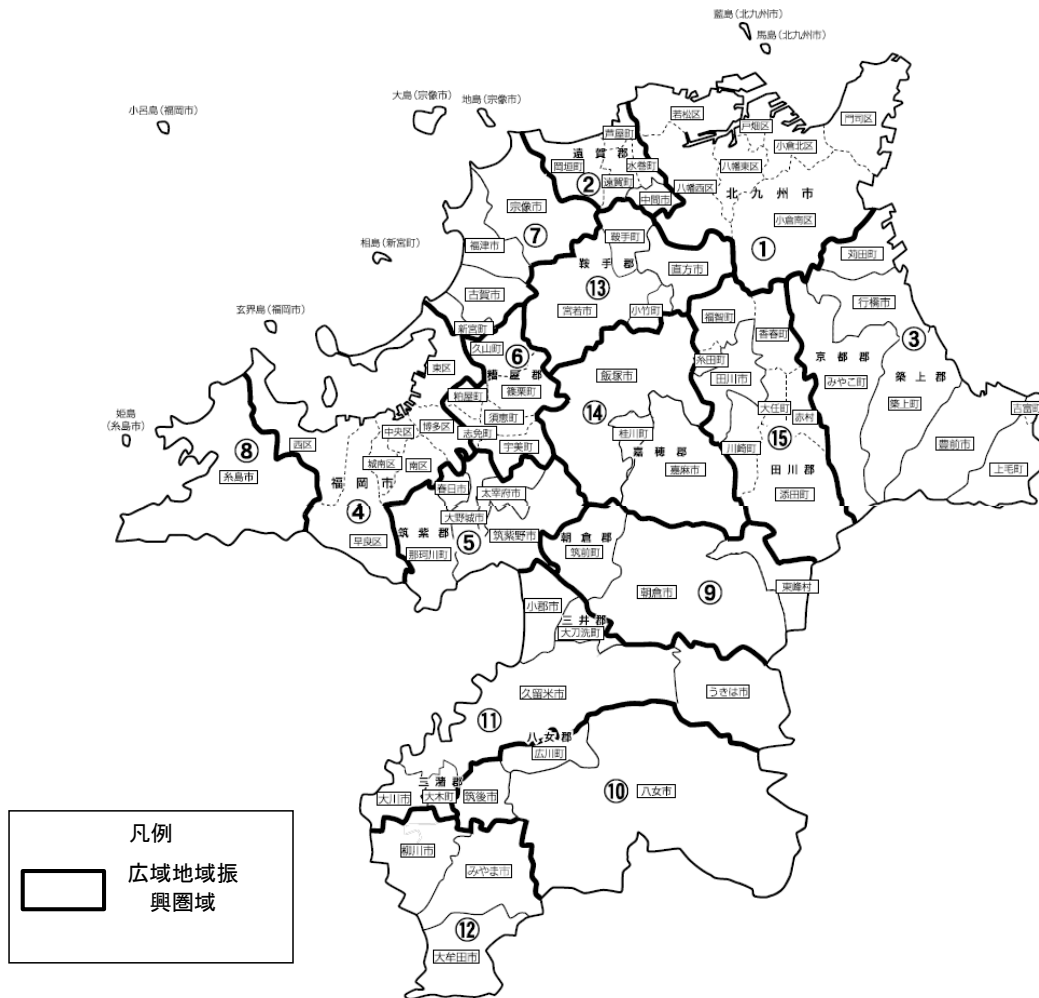 藍島(北九州市)
馬島(北九州市)
小呂島(福岡市)
大島(宗像市)
地島(宗像市)
若松区
戸畑区
門司区
芦屋町
小倉北区
遠賀郡
岡垣町
水巻町
八幡東区
②
遠賀町
八幡西区
北九州市
中間市
宗像市
小倉南区
⑦
鞍手町
①
相島(新宮町)
福津市
苅田町
鞍手郡
直方市
⑬
古賀市
行橋市
玄界島(福岡市)
宮若市
小竹町
福智町
新宮町
香春町
③
久山町
⑥
京都郡
糸田町
東区
糟屋郡
飯塚市
田川市
みやこ町
築上郡
粕屋町
篠栗町
築上町
大任町
吉富町
姫島
(糸島市)
⑧
西区
中央区
博多区
志免町
須恵町
⑭
桂川町
⑮
赤村
宇美町
川崎町
豊前市
嘉穂郡
城南区
南区
糸島市
嘉麻市
田川郡
上毛町
福岡市
春日市
太宰府市
添田町
④
大野城市
筑紫郡
筑紫野市
朝倉郡
早良区
⑤
那珂川町
筑前町
朝倉市
⑨
東峰村
小郡市
三井郡
大刀洗町
久留米市
うきは市
⑪
八女郡
広川町
三潴郡
大川市
大木町
筑後市
⑩
八女市
柳川市
みやま市
⑫
大牟田市
凡例
広域地域振
興圏域